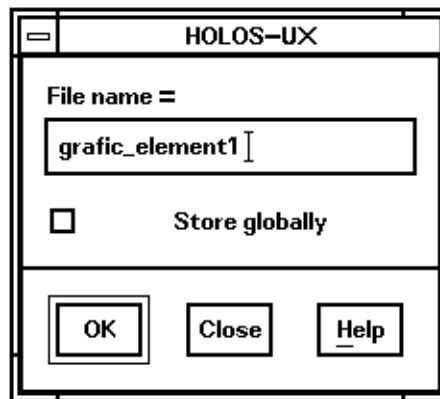 HOLOS-UX
File name =
grafic_element1
Store globally
OK Close Help